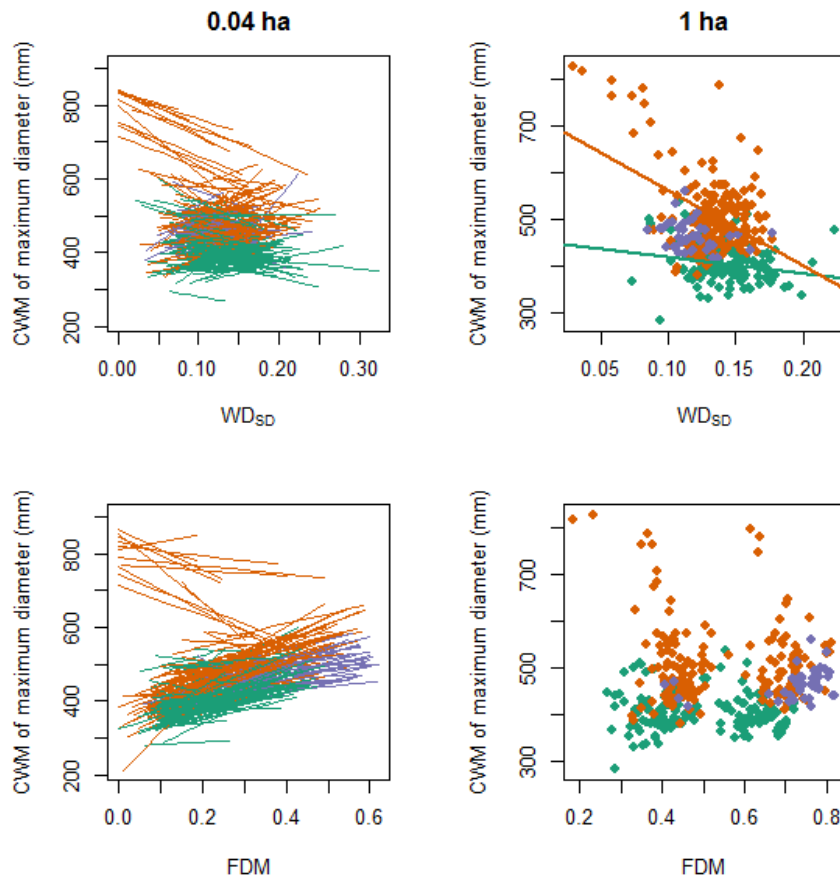 0.04 ha
1 ha
CWM of maximum diameter (mm)
200 400 600 800
0.00 0.10 0.20 0.30
WDSD
CWM of maximum diameter (mm)
300 500 700
0.05 0.10 0.15 0.20
WDSD
CWM of maximum diameter (mm)
200 400 600 800
0.0 0.2 0.4 0.6
FDM
CWM of maximum diameter (mm)
300 500 700
0.2 0.4 0.6 0.8
FDM